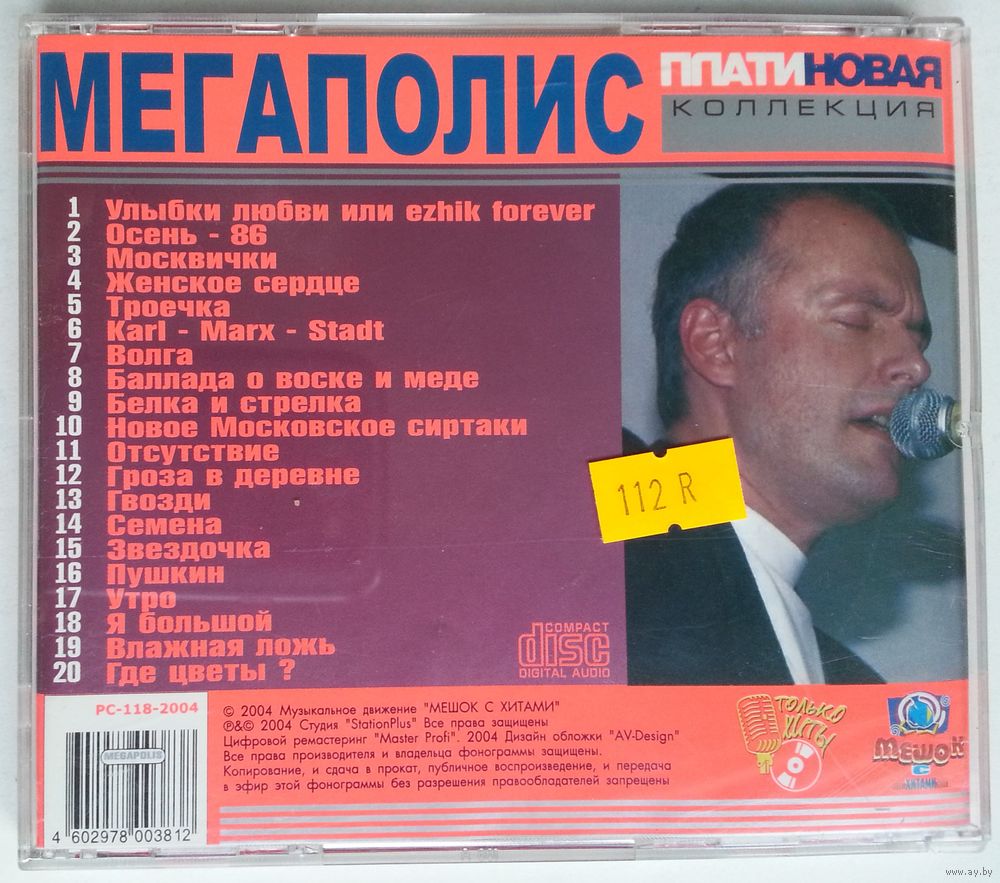 МЕГАПОЛИС
ПЛАТИНОВАЯ
КОЛЛЕКЦИЯ
1 Улыбки любви или ezhik forever
2 Осень - 86
3 Москвички
4 Женское сердце
5 Троечка
6 Karl - Marx - Stadt
7 Волга
8 Баллада о воске и меде
9 Белка и стрелка
10 Новое Московское сиртаки
11 Отсутствие
12 Гроза в деревне
13 Гвозди
14 Семена
15 Звездочка
16 Пушкин
17 Утро
18 Я большой
19 Влажная ложь
20 Где цветы ?
112 R
COMPACT
disc
DIGITAL AUDIO
PC-118-2004
MEGAPOLIS
4 602978 003812
© 2004 Музыкальное движение "МЕШОК С ХИТАМИ"
℗&© 2004 Студия "StationPlus" Все права защищены
Цифровой ремастеринг "Master Profi". 2004 Дизайн обложки "AV-Design"
Все права производителя и владельца фонограммы защищены.
Копирование, и сдача в прокат, публичное воспроизведение, и передача
в эфир этой фонограммы без разрешения правообладателей запрещены
ТОЛЬКО
ХИТЫ
МЕШОК
С
ХИТАМИ
www.ay.by